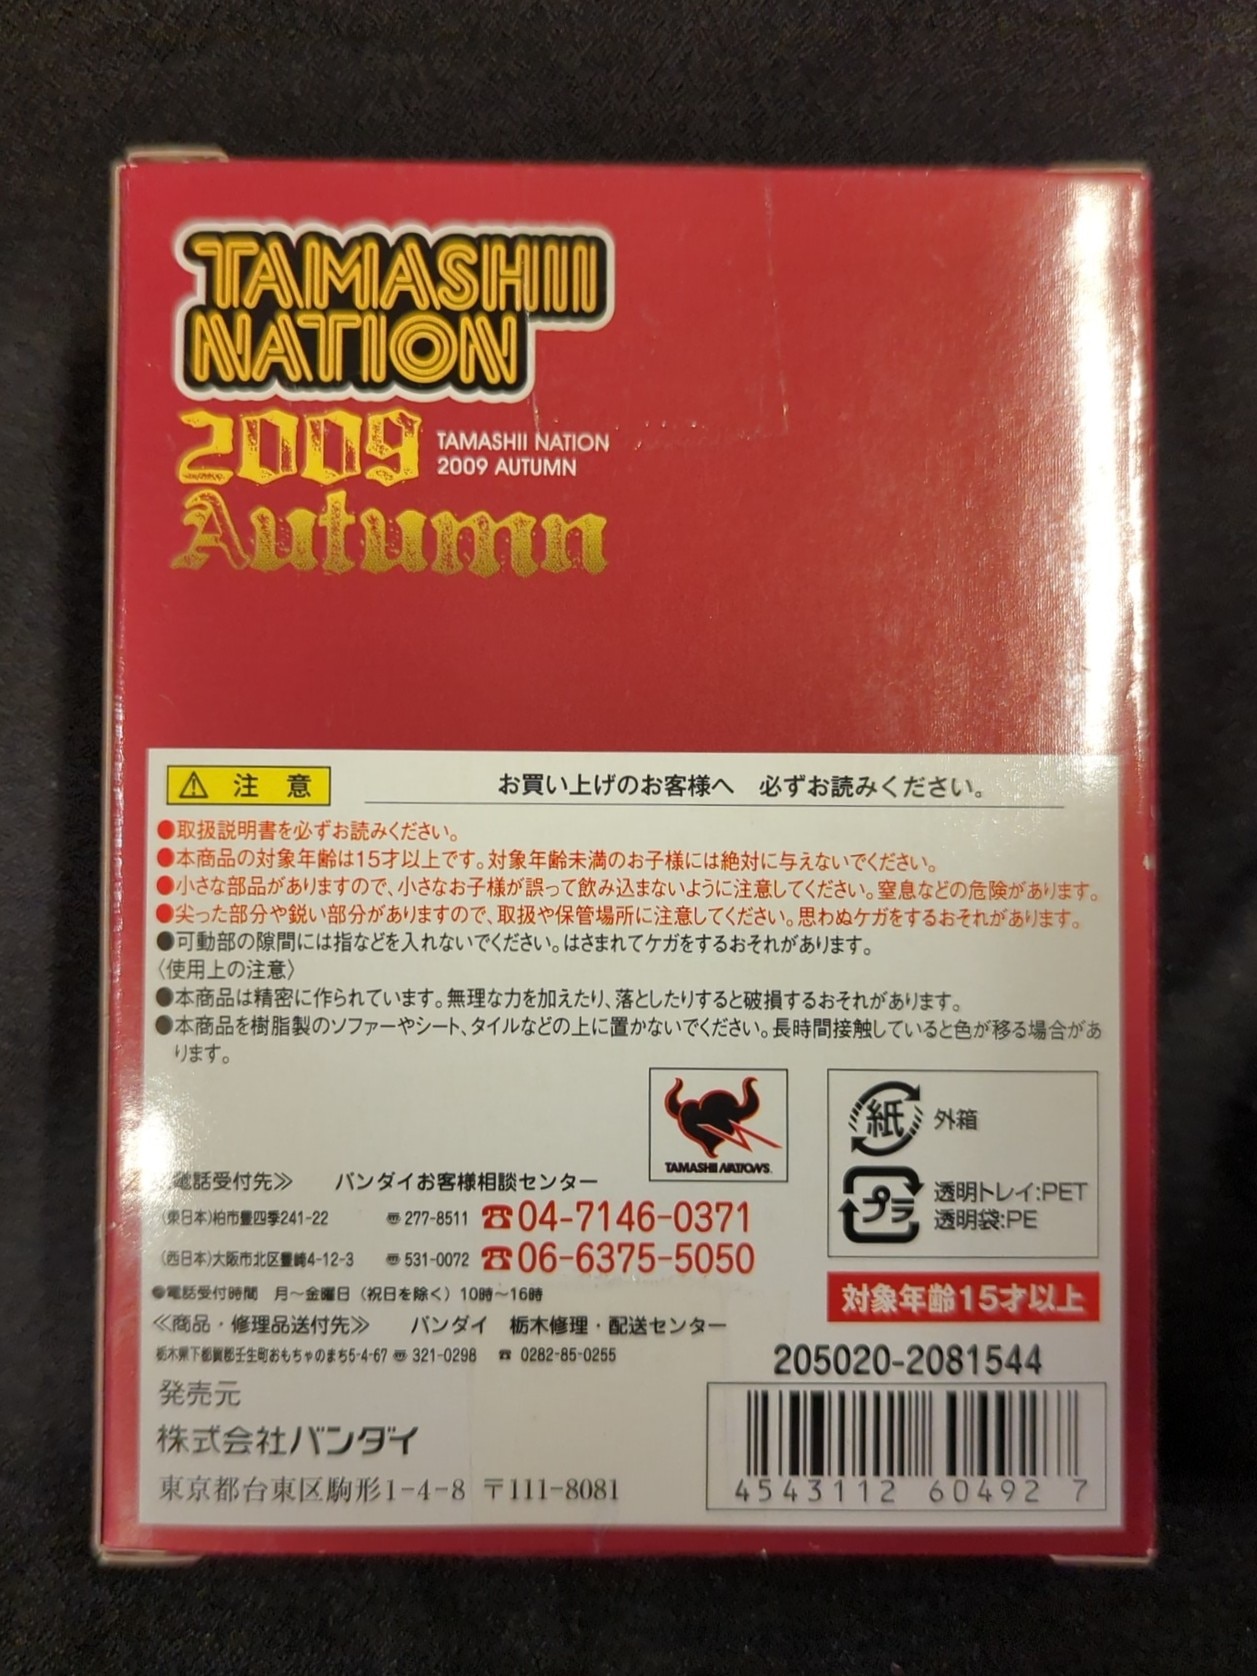 TAMASHII
NATION
2009
Autumn
TAMASHII NATION
2009 AUTUMN
⚠ 注意
お買い上げのお客様へ 必ずお読みください。
●取扱説明書を必ずお読みください。
●本商品の対象年齢は15才以上です。対象年齢未満のお子様には絶対に与えないでください。
●小さな部品がありますので、小さなお子様が誤って飲み込まないように注意してください。窒息などの危険があります。
●尖った部分や鋭い部分がありますので、取扱や保管場所に注意してください。思わぬケガをするおそれがあります。
●可動部の隙間には指などを入れないでください。はさまれてケガをするおそれがあります。
〈使用上の注意〉
●本商品は精密に作られています。無理な力を加えたり、落としたりすると破損するおそれがあります。
●本商品を樹脂製のソファーやシート、タイルなどの上に置かないでください。長時間接触していると色が移る場合があ
ります。
TAMASHII NATIONS
紙 外箱
プラ 透明トレイ:PET
透明袋:PE
《電話受付先》 バンダイお客様相談センター
(東日本)柏市豊四季241-22 〠277-8511 ☎04-7146-0371
(西日本)大阪市北区豊崎4-12-3 〠531-0072 ☎06-6375-5050
●電話受付時間 月〜金曜日(祝日を除く)10時〜16時
《商品・修理品送付先》 バンダイ 栃木修理・配送センター
栃木県下都賀郡壬生町おもちゃのまち5-4-67 〠321-0298 ☎ 0282-85-0255
発売元
株式会社バンダイ
東京都台東区駒形1-4-8 〒111-8081
対象年齢15才以上
205020-2081544
4543112 60492 7